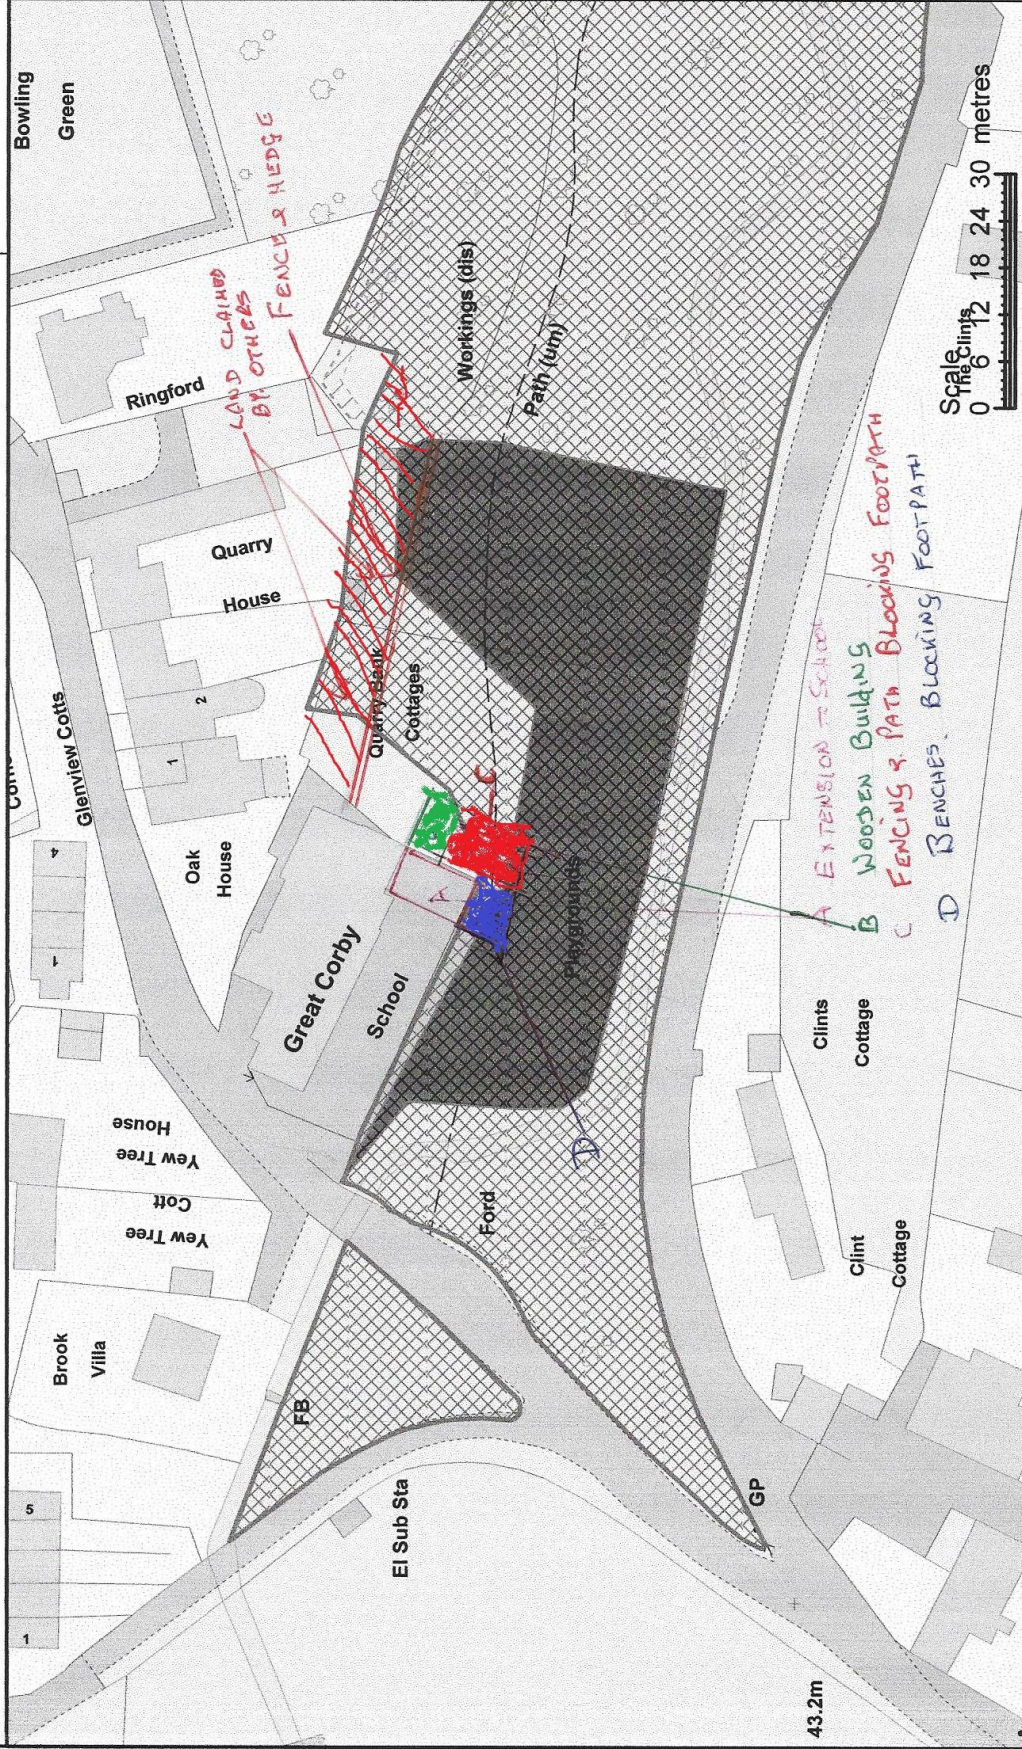 Bowling
Green
FENCE & HEDGE
LAND CLAIMED
BY OTHERS
Ringford
Workings (dis)
Path (um)
Quarry
House
Quarry Bank
Cottages
Glenview Cotts
2
1
4
1
Oak
House
Great Corby
School
A
C
Playgrounds
D
Yew Tree
House
Yew Tree
Cott
Brook
Villa
Ford
FB
5
1
El Sub Sta
GP
43.2m
Clints
Cottage
Clint
Cottage
Scale
The Clints
0 6 12 18 24 30 metres
A EXTENSION to School
B WOODEN BuildiNG
C FENCiNG & PATH BLOCKiNG FOOTPATH
D BENCHES. BLOCKiNG FOOTPATH